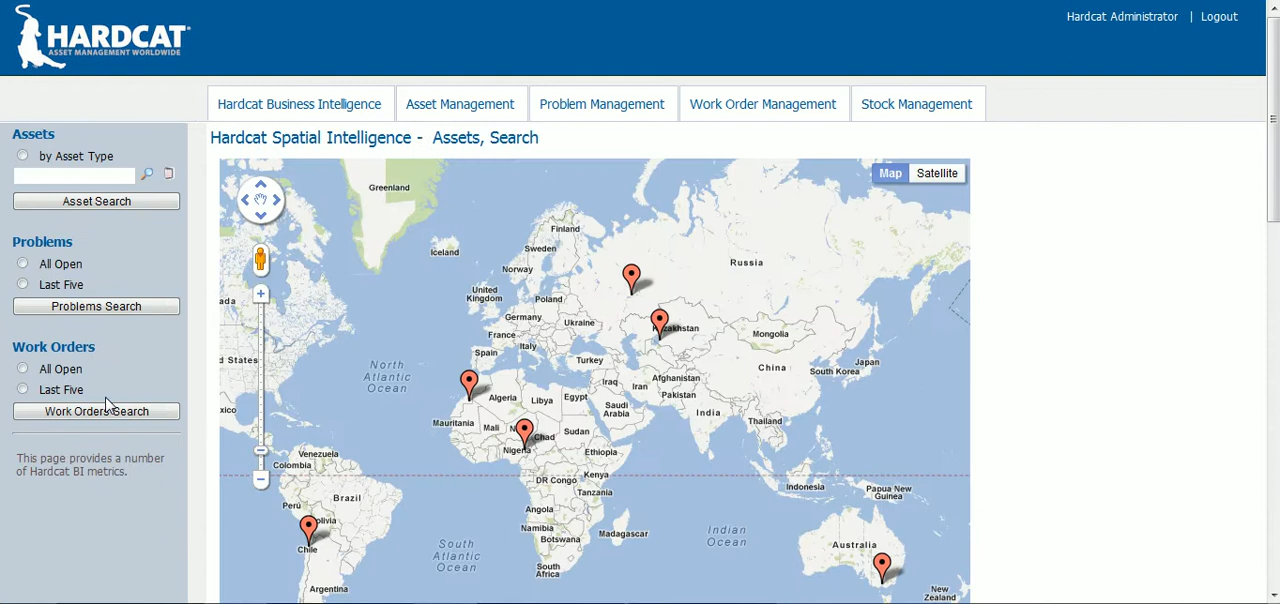 HARDCAT
ASSET MANAGEMENT WORLDWIDE
Hardcat Administrator | Logout
Hardcat Business Intelligence
Asset Management
Problem Management
Work Order Management
Stock Management
Assets
by Asset Type
Asset Search
Problems
All Open
Last Five
Problems Search
Work Orders
All Open
Last Five
Work Orders Search
This page provides a number
of Hardcat BI metrics.
Hardcat Spatial Intelligence - Assets, Search
Map
Satellite
Greenland
Iceland
Finland
Sweden
Norway
Russia
United
Kingdom
Poland
Germany
Ukraine
Kazakhstan
Mongolia
France
Italy
Spain
Turkey
Japan
South Korea
China
d States
North
Atlantic
Ocean
Iraq
Iran
Afghanistan
Pakistan
Algeria
Libya
Egypt
Saudi
Arabia
India
Thailand
xico
Mauritania
Mali
Chad
Sudan
Nigeria
Ethiopia
Venezuela
Colombia
Kenya
DR Congo
Tanzania
Indonesia
Papua New
Guinea
Brazil
Perú
olivia
Angola
Namibia
Botswana
Madagascar
Indian
Ocean
Australia
Chile
South
Atlantic
Ocean
South
Africa
Argentina
New
Zealand